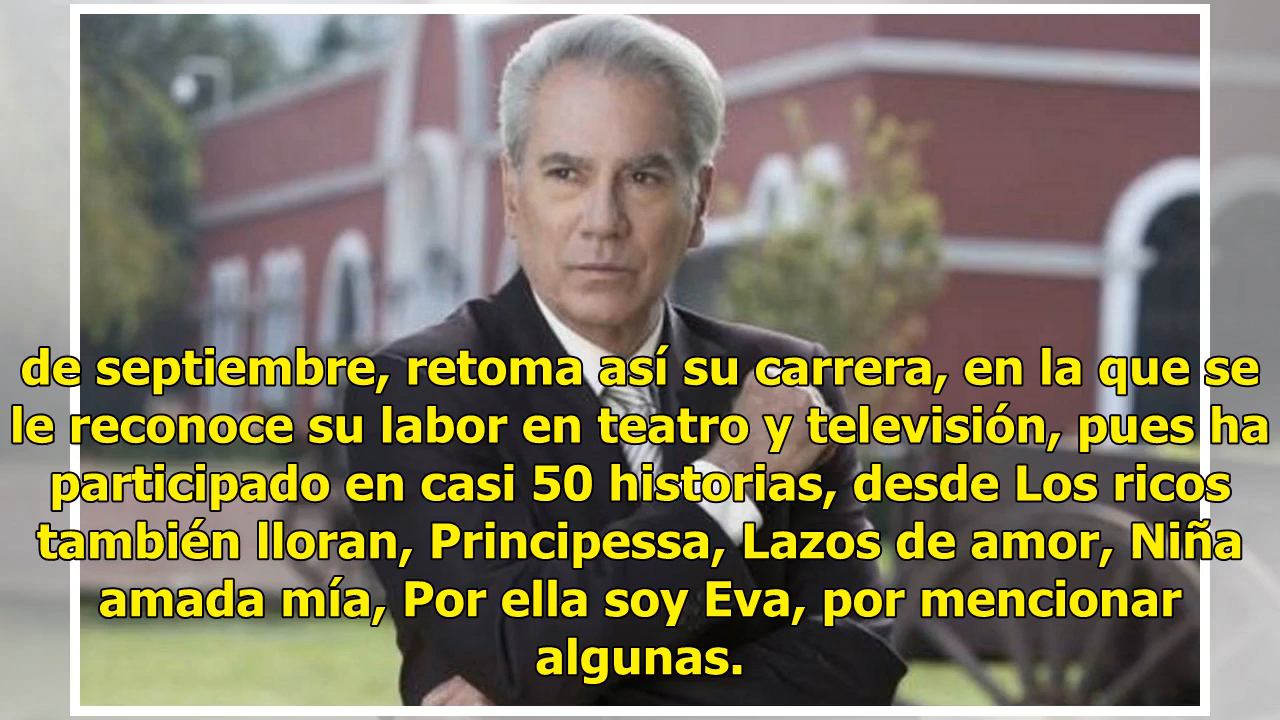 de septiembre, retoma así su carrera, en la que se
le reconoce su labor en teatro y televisión, pues ha
participado en casi 50 historias, desde Los ricos
también lloran, Principessa, Lazos de amor, Niña
amada mía, Por ella soy Eva, por mencionar
algunas.